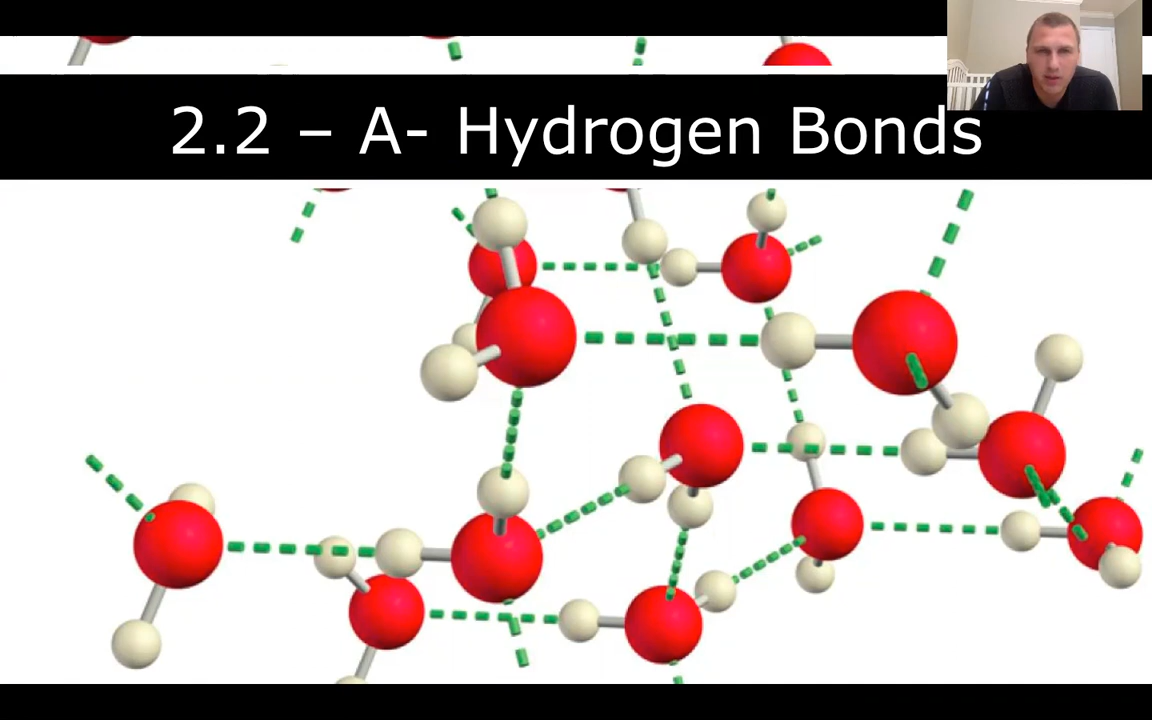 2.2 – A- Hydrogen Bonds